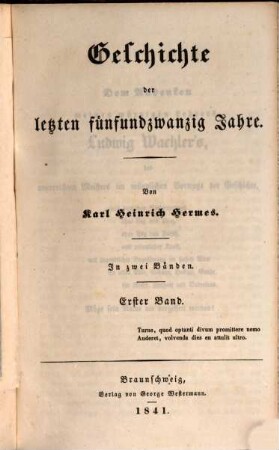 Geschichte
der
letzten fünfundzwanzig Jahre.
Von
Karl Heinrich Hermes.
In zwei Bänden.
Erster Band.
Turne, quod optanti divum promittere nemo
Auderet, volvenda dies en attulit ultro.
Braunschweig,
Verlag von George Westermann.
1841.